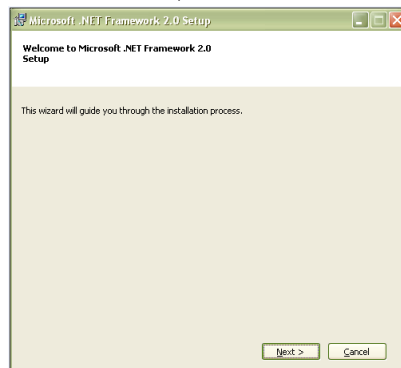 Microsoft .NET Framework 2.0 Setup
Welcome to Microsoft .NET Framework 2.0
Setup
This wizard will guide you through the installation process.
Next >
Cancel